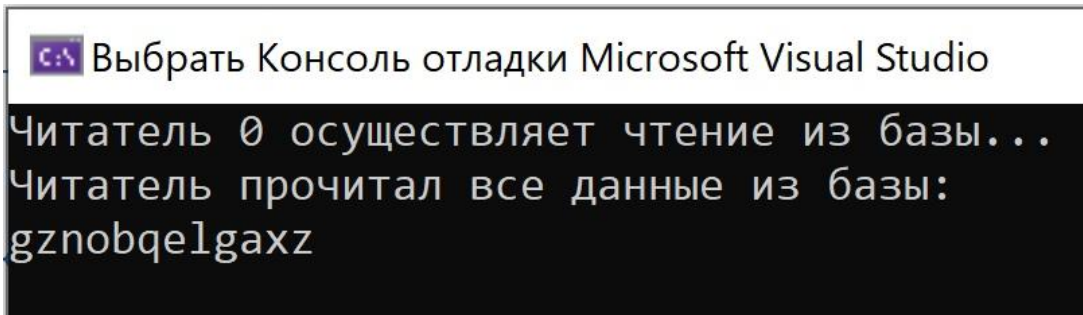 C:\ Выбрать Консоль отладки Microsoft Visual Studio
Читатель 0 осуществляет чтение из базы...
Читатель прочитал все данные из базы:
gznobqelgaxz